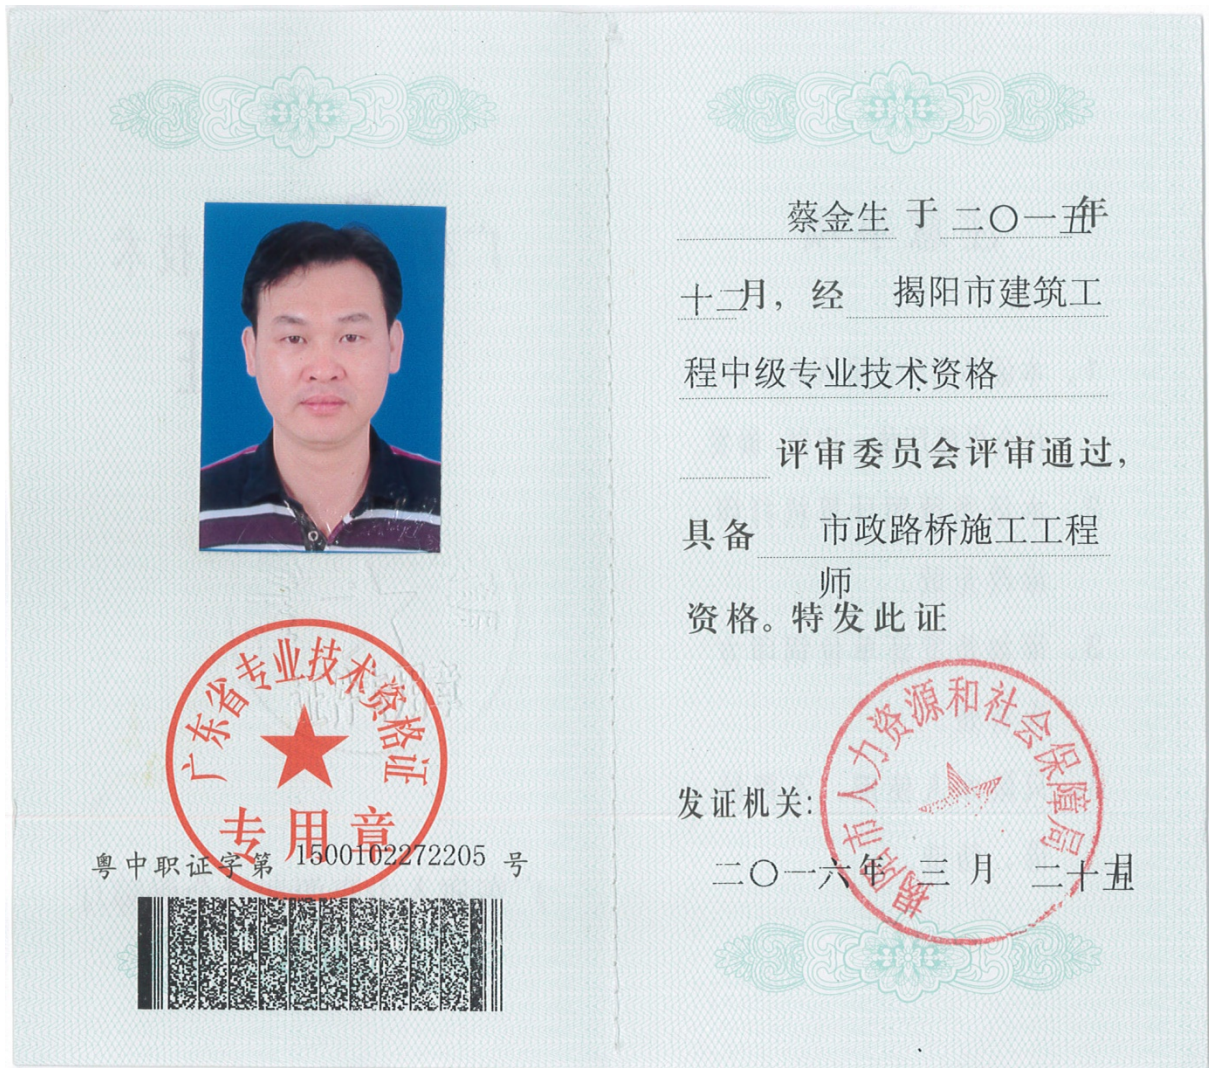 广东省专业技术资格证
专用章
粤中职证字第 1500102272205 号
蔡金生 于 二〇一五年
十二月，经 揭阳市建筑工
程中级专业技术资格
评审委员会评审通过，
具备 市政路桥施工工程
师
资格。特发此证
揭阳市人力资源和社会保障局
发证机关：
二〇一六年 三 月 二十五日